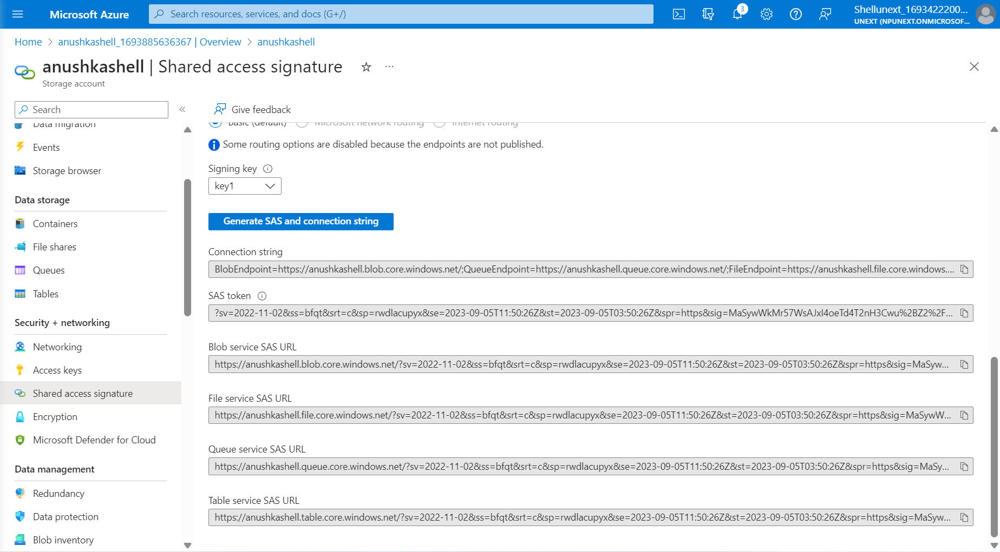 Microsoft Azure
Search resources, services, and docs (G+/)
3
Shellunext_1693422200...
UNEXT (NPUNEXT.ONMICROSOF...
Home > anushkashell_1693885636367 | Overview > anushkashell
anushkashell | Shared access signature
Storage account
Search
Give feedback
Data migration
Events
Storage browser
Data storage
Containers
File shares
Queues
Tables
Security + networking
Networking
Access keys
Shared access signature
Encryption
Microsoft Defender for Cloud
Data management
Redundancy
Data protection
Blob inventory
Basic (default) Microsoft network routing Internet routing
Some routing options are disabled because the endpoints are not published.
Signing key
key1
Generate SAS and connection string
Connection string
BlobEndpoint=https://anushkashell.blob.core.windows.net/;QueueEndpoint=https://anushkashell.queue.core.windows.net/;FileEndpoint=https://anushkashell.file.core.windows....
SAS token
?sv=2022-11-02&ss=bfqt&srt=c&sp=rwdlacupyx&se=2023-09-05T11:50:26Z&st=2023-09-05T03:50:26Z&spr=https&sig=MaSywWkMr57WsAJxI4oeTd4T2nH3Cwu%2BZ2%2F...
Blob service SAS URL
https://anushkashell.blob.core.windows.net/?sv=2022-11-02&ss=bfqt&srt=c&sp=rwdlacupyx&se=2023-09-05T11:50:26Z&st=2023-09-05T03:50:26Z&spr=https&sig=MaSyw...
File service SAS URL
https://anushkashell.file.core.windows.net/?sv=2022-11-02&ss=bfqt&srt=c&sp=rwdlacupyx&se=2023-09-05T11:50:26Z&st=2023-09-05T03:50:26Z&spr=https&sig=MaSywW...
Queue service SAS URL
https://anushkashell.queue.core.windows.net/?sv=2022-11-02&ss=bfqt&srt=c&sp=rwdlacupyx&se=2023-09-05T11:50:26Z&st=2023-09-05T03:50:26Z&spr=https&sig=MaSy...
Table service SAS URL
https://anushkashell.table.core.windows.net/?sv=2022-11-02&ss=bfqt&srt=c&sp=rwdlacupyx&se=2023-09-05T11:50:26Z&st=2023-09-05T03:50:26Z&spr=https&sig=MaSyw...